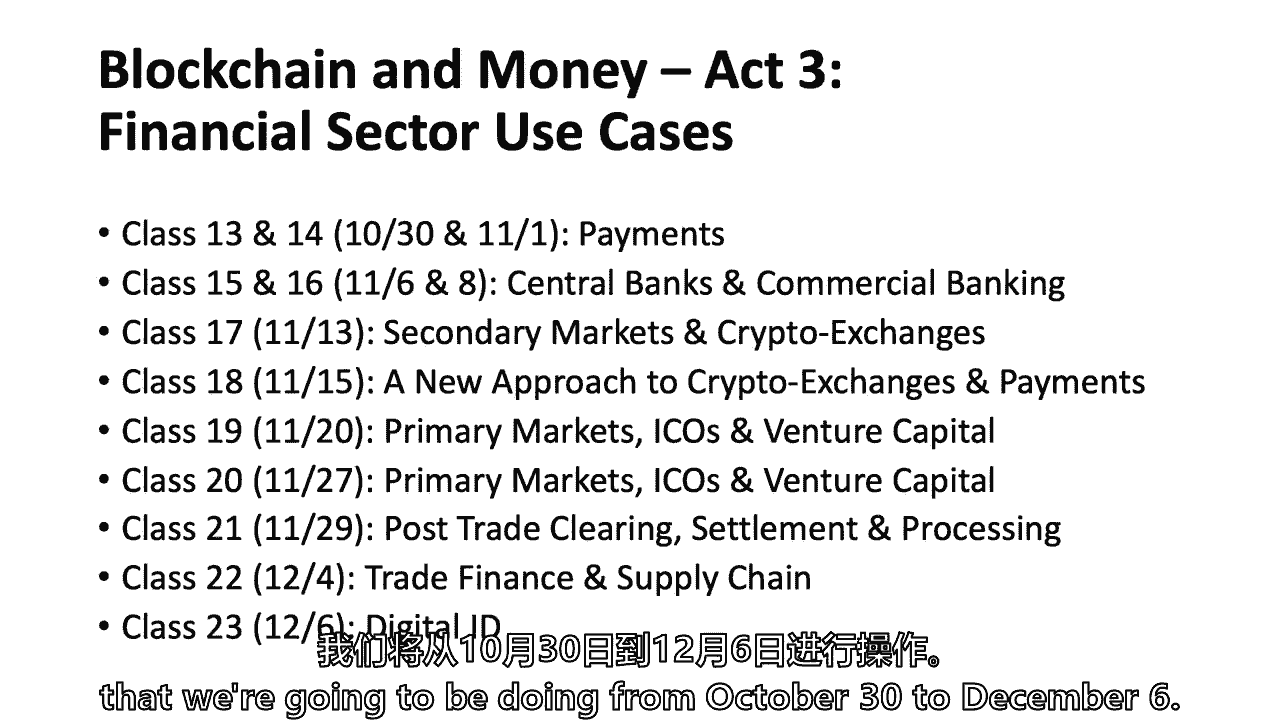 Blockchain and Money – Act 3:
Financial Sector Use Cases
• Class 13 & 14 (10/30 & 11/1): Payments
• Class 15 & 16 (11/6 & 8): Central Banks & Commercial Banking
• Class 17 (11/13): Secondary Markets & Crypto-Exchanges
• Class 18 (11/15): A New Approach to Crypto-Exchanges & Payments
• Class 19 (11/20): Primary Markets, ICOs & Venture Capital
• Class 20 (11/27): Primary Markets, ICOs & Venture Capital
• Class 21 (11/29): Post Trade Clearing, Settlement & Processing
• Class 22 (12/4): Trade Finance & Supply Chain
• Class 23 (12/6): Digital ID
我们将从10月30日到12月6日进行操作。
that we're going to be doing from October 30 to December 6.